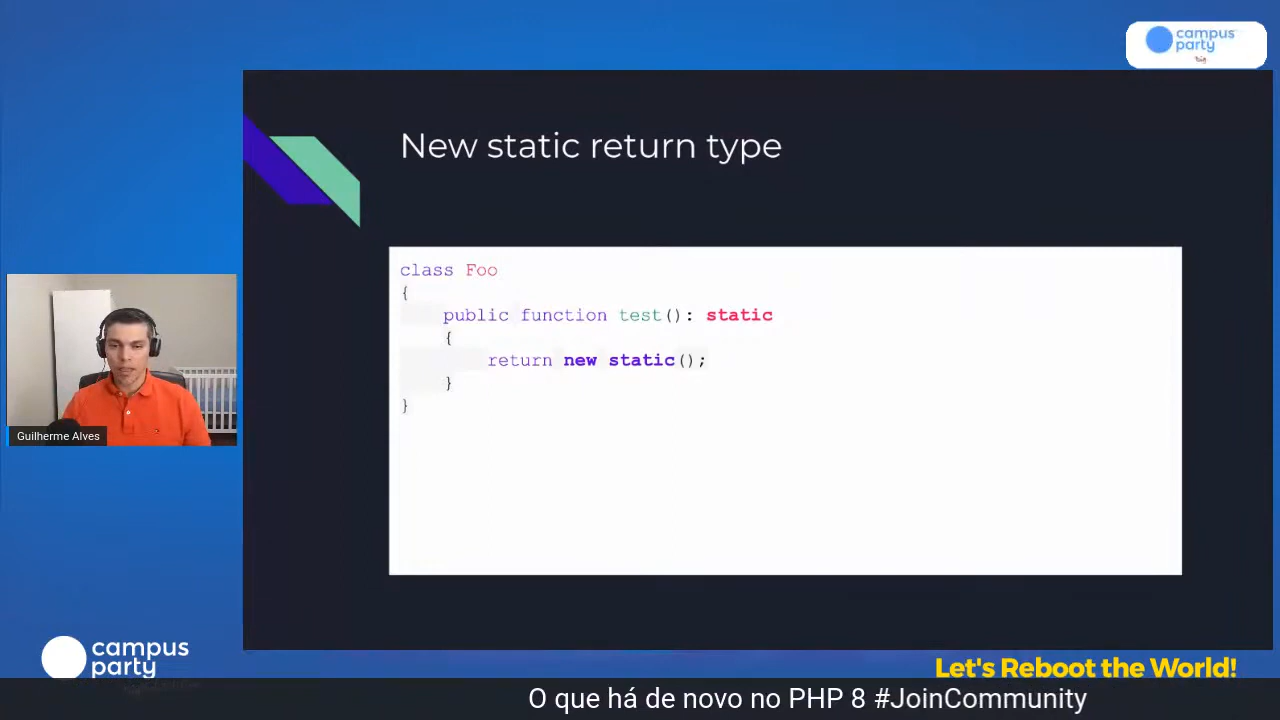 campus
party
New static return type
class Foo
{
public function test(): static
{
return new static();
}
}
Guilherme Alves
campus
party
Let's Reboot the World!
O que há de novo no PHP 8 #JoinCommunity